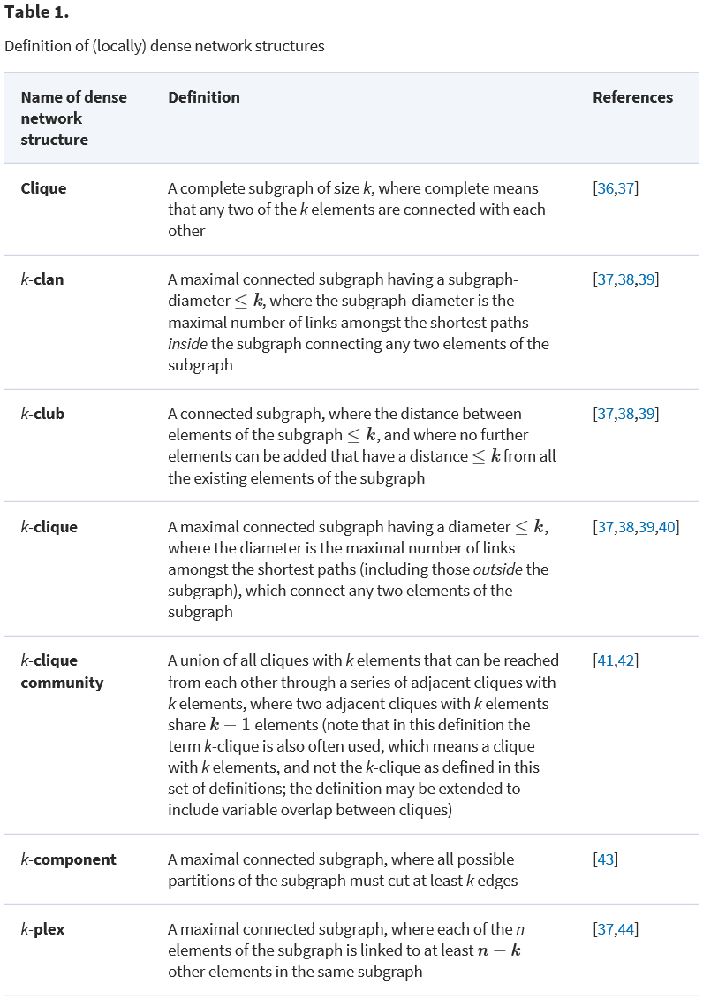 Table 1.
Definition of (locally) dense network structures
Name of dense
network
structure
Definition
References
Clique
A complete subgraph of size k, where complete means
that any two of the k elements are connected with each
other
[36,37]
k-clan
A maximal connected subgraph having a subgraph-
diameter ≤ k, where the subgraph-diameter is the
maximal number of links amongst the shortest paths
inside the subgraph connecting any two elements of the
subgraph
[37,38,39]
k-club
A connected subgraph, where the distance between
elements of the subgraph ≤ k, and where no further
elements can be added that have a distance ≤ k from all
the existing elements of the subgraph
[37,38,39]
k-clique
A maximal connected subgraph having a diameter ≤ k,
where the diameter is the maximal number of links
amongst the shortest paths (including those outside the
subgraph), which connect any two elements of the
subgraph
[37,38,39,40]
k-clique
community
A union of all cliques with k elements that can be reached
from each other through a series of adjacent cliques with
k elements, where two adjacent cliques with k elements
share k − 1 elements (note that in this definition the
term k-clique is also often used, which means a clique
with k elements, and not the k-clique as defined in this
set of definitions; the definition may be extended to
include variable overlap between cliques)
[41,42]
k-component
A maximal connected subgraph, where all possible
partitions of the subgraph must cut at least k edges
[43]
k-plex
A maximal connected subgraph, where each of the n
elements of the subgraph is linked to at least n − k
other elements in the same subgraph
[37,44]